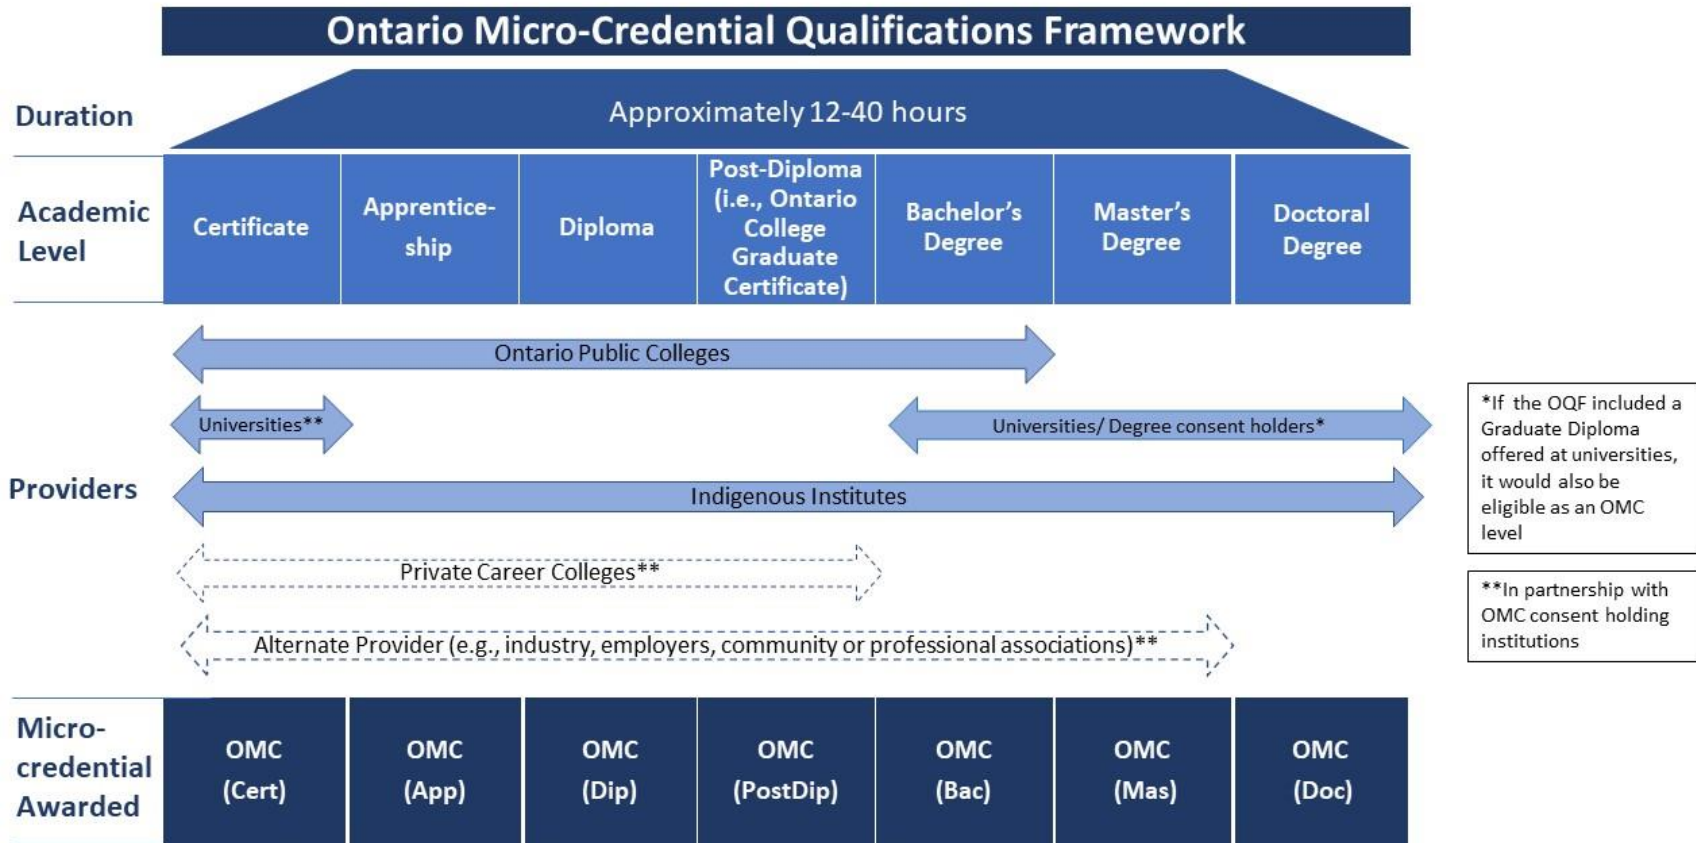 Ontario Micro-Credential Qualifications Framework
Duration
Approximately 12-40 hours
Academic
Level
Certificate
Apprentice-
ship
Diploma
Post-Diploma
(i.e., Ontario
College
Graduate
Certificate)
Bachelor's
Degree
Master's
Degree
Doctoral
Degree
Providers
Ontario Public Colleges
Universities**
Universities/ Degree consent holders*
Indigenous Institutes
Private Career Colleges**
Alternate Provider (e.g., industry, employers, community or professional associations)**
*If the OQF included a
Graduate Diploma
offered at universities,
it would also be
eligible as an OMC
level
**In partnership with
OMC consent holding
institutions
Micro-
credential
Awarded
OMC
(Cert)
OMC
(App)
OMC
(Dip)
OMC
(PostDip)
OMC
(Bac)
OMC
(Mas)
OMC
(Doc)